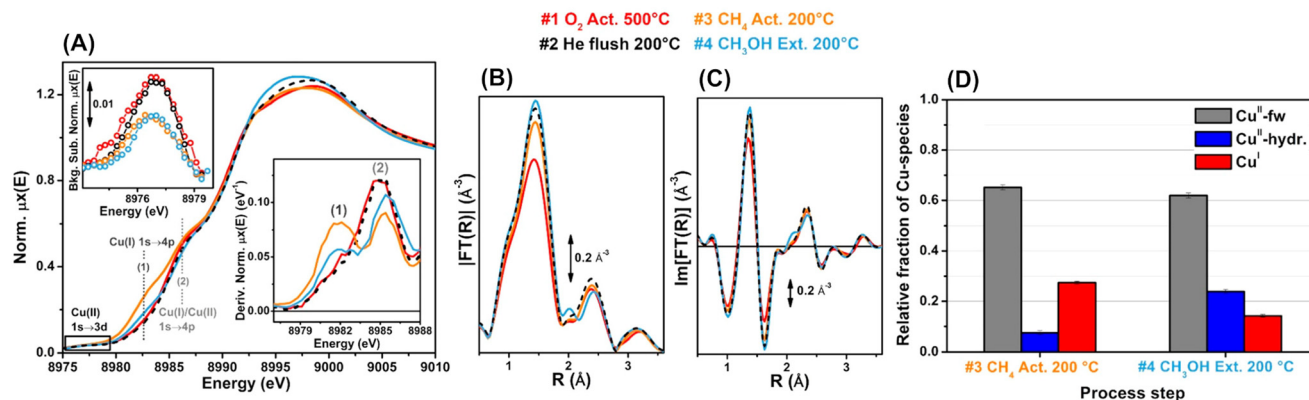 #1 O₂ Act. 500°C #3 CH₄ Act. 200°C
#2 He flush 200°C #4 CH₃OH Ext. 200°C
(A)
Norm. μx(E)
1.2
0.8
0.4
0.0
8975 8980 8985 8990 8995 9000 9005 9010
Energy (eV)
Bkg. Sub. Norm. μx(E)
0.01
8976 8979
Energy (eV)
Cu(I) 1s→4p
(1)
(2)
Cu(II)
1s→3d
Cu(I)/Cu(II)
1s→4p
Deriv. Norm. μx(E) (eV⁻¹)
0.10
0.05
0.00
(1)
(2)
8979 8982 8985 8988
Energy (eV)
(B)
|FT(R)| (Å⁻³)
0.2 Å⁻³
1 2 3
R (Å)
(C)
Im[FT(R)] (Å⁻³)
0.2 Å⁻³
1 2 3
R (Å)
(D)
Relative fraction of Cu-species
1.0
0.8
0.6
0.4
0.2
0.0
Cuᴵᴵ-fw
Cuᴵᴵ-hydr.
Cuᴵ
#3 CH₄ Act. 200 °C #4 CH₃OH Ext. 200 °C
Process step